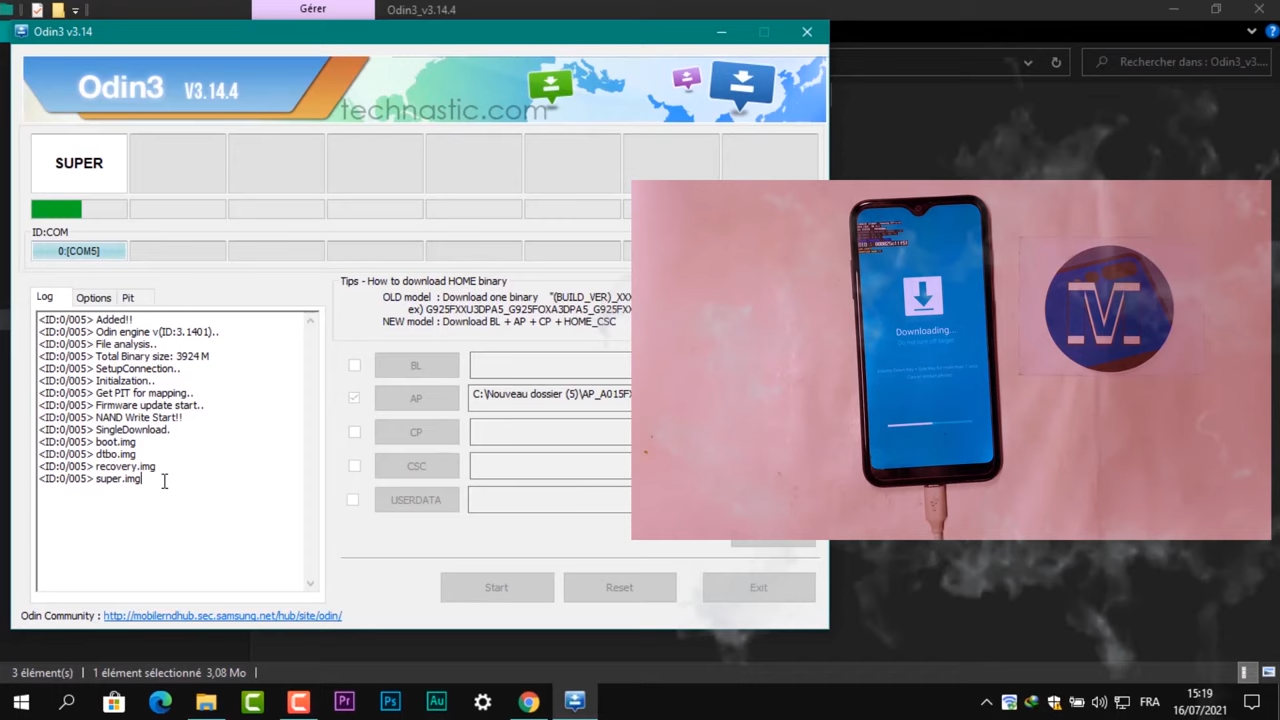 Gérer
Odin3_v3.14.4
Odin3 v3.14
Rechercher dans : Odin3_v3....
Odin3 V3.14.4
technastic.com
SUPER
ID:COM
0:[COM5]
Log
Options
Pit
<ID:0/005> Added!!
<ID:0/005> Odin engine v(ID:3.1401)..
<ID:0/005> File analysis..
<ID:0/005> Total Binary size: 3924 M
<ID:0/005> SetupConnection..
<ID:0/005> Initialzation..
<ID:0/005> Get PIT for mapping..
<ID:0/005> Firmware update start..
<ID:0/005> NAND Write Start!!
<ID:0/005> SingleDownload.
<ID:0/005> boot.img
<ID:0/005> dtbo.img
<ID:0/005> recovery.img
<ID:0/005> super.img
Tips - How to download HOME binary
OLD model : Download one binary "(BUILD_VER)_XXX
ex) G925FXXU3DPA5_G925FOXA3DPA5
NEW model : Download BL + AP + CP + HOME_CSC
BL
AP
C:\Nouveau dossier (5)\AP_A015FX
CP
CSC
USERDATA
Start
Reset
Exit
Odin Community : http://mobilerndhub.sec.samsung.net/hub/site/odin/
Downloading...
Do not turn off target
3 élément(s)
1 élément sélectionné 3,08 Mo
FRA
15:19
16/07/2021